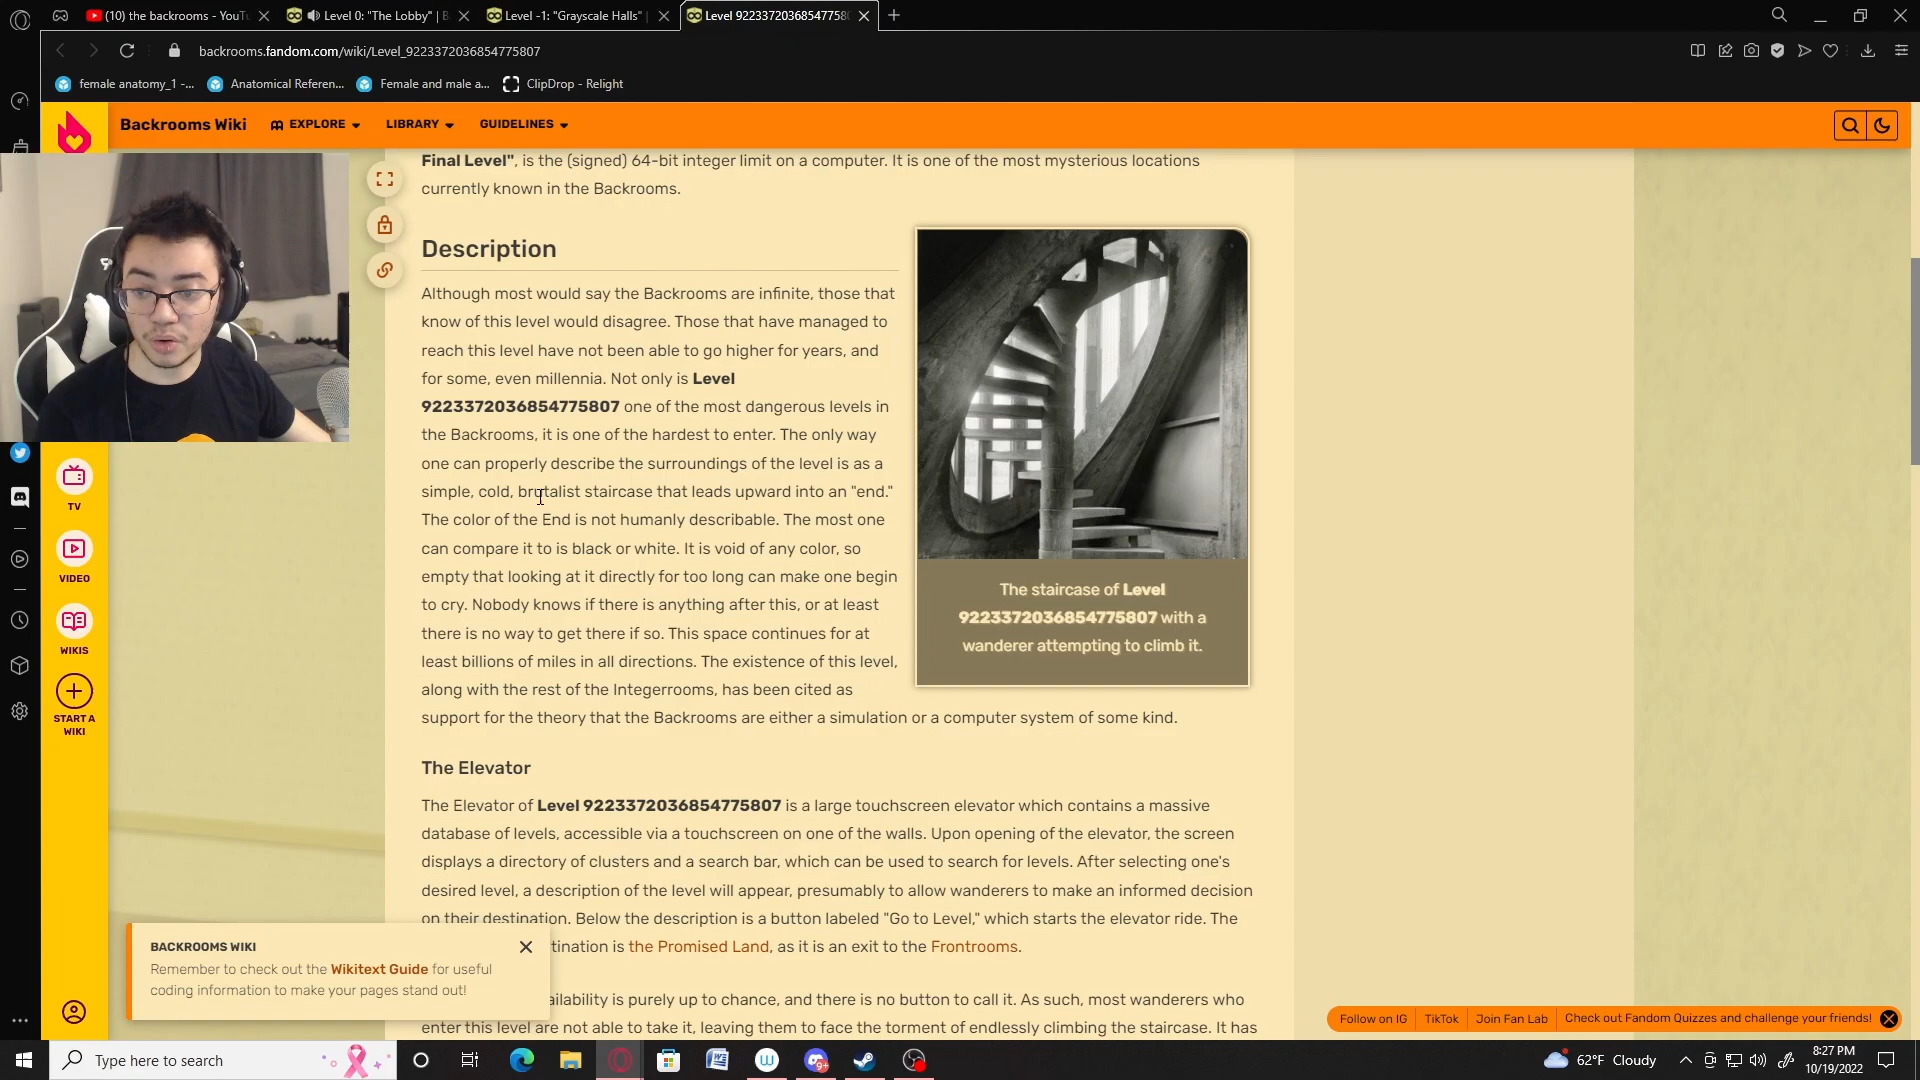 (10) the backrooms - YouTu
Level 0: "The Lobby" | B
Level -1: "Grayscale Halls" |
Level 9223372036854775807
backrooms.fandom.com/wiki/Level_9223372036854775807
female anatomy_1 -...
Anatomical Referen...
Female and male a...
ClipDrop - Relight
Backrooms Wiki
EXPLORE
LIBRARY
GUIDELINES
Final Level", is the (signed) 64-bit integer limit on a computer. It is one of the most mysterious locations
currently known in the Backrooms.
Description
Although most would say the Backrooms are infinite, those that
know of this level would disagree. Those that have managed to
reach this level have not been able to go higher for years, and
for some, even millennia. Not only is Level
9223372036854775807 one of the most dangerous levels in
the Backrooms, it is one of the hardest to enter. The only way
one can properly describe the surroundings of the level is as a
simple, cold, brutalist staircase that leads upward into an "end."
The color of the End is not humanly describable. The most one
can compare it to is black or white. It is void of any color, so
empty that looking at it directly for too long can make one begin
to cry. Nobody knows if there is anything after this, or at least
there is no way to get there if so. This space continues for at
least billions of miles in all directions. The existence of this level,
along with the rest of the Integerrooms, has been cited as
support for the theory that the Backrooms are either a simulation or a computer system of some kind.
The staircase of Level
9223372036854775807 with a
wanderer attempting to climb it.
The Elevator
The Elevator of Level 9223372036854775807 is a large touchscreen elevator which contains a massive
database of levels, accessible via a touchscreen on one of the walls. Upon opening of the elevator, the screen
displays a directory of clusters and a search bar, which can be used to search for levels. After selecting one's
desired level, a description of the level will appear, presumably to allow wanderers to make an informed decision
on their destination. Below the description is a button labeled "Go to Level," which starts the elevator ride. The
tination is the Promised Land, as it is an exit to the Frontrooms.
ailability is purely up to chance, and there is no button to call it. As such, most wanderers who
enter this level are not able to take it, leaving them to face the torment of endlessly climbing the staircase. It has
TV
VIDEO
WIKIS
START A
WIKI
BACKROOMS WIKI
Remember to check out the Wikitext Guide for useful
coding information to make your pages stand out!
Follow on IG
TikTok
Join Fan Lab
Check out Fandom Quizzes and challenge your friends!
Type here to search
9+
62°F Cloudy
8:27 PM
10/19/2022